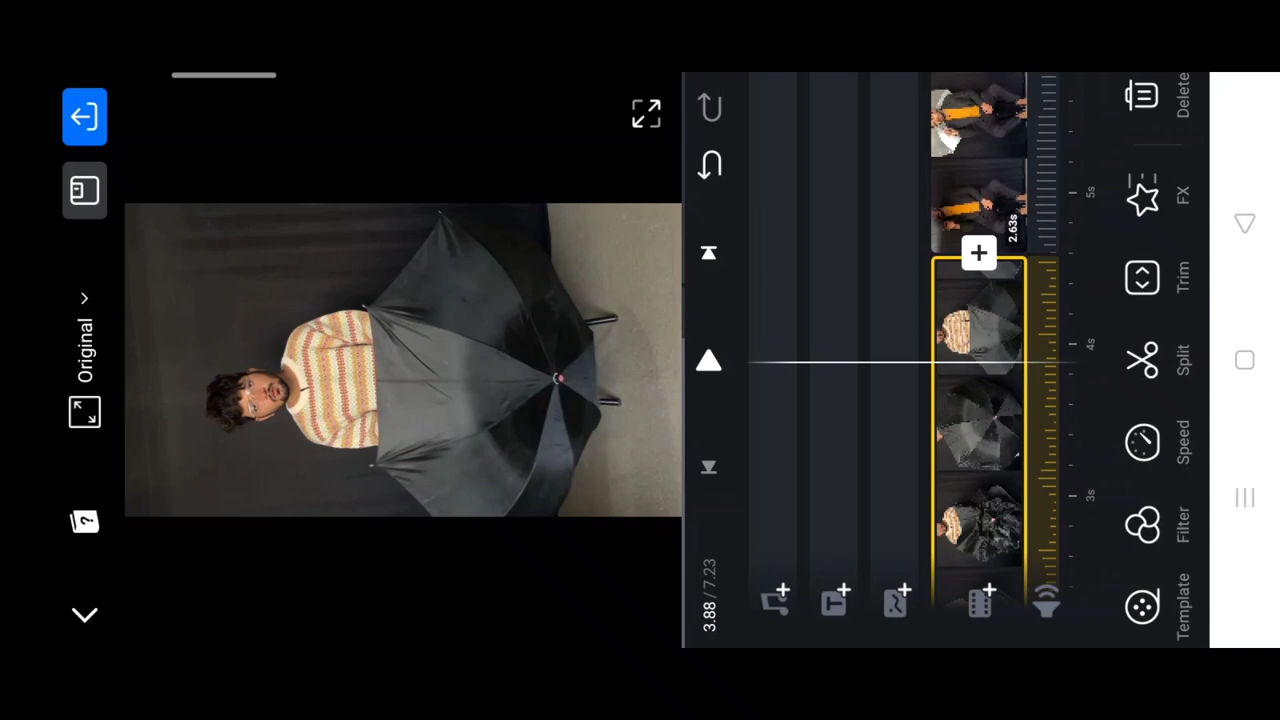 Original
?
3.88 / 7.23
T
2.63s
3s
4s
5s
Template
Filter
Speed
Split
Trim
FX
Delete